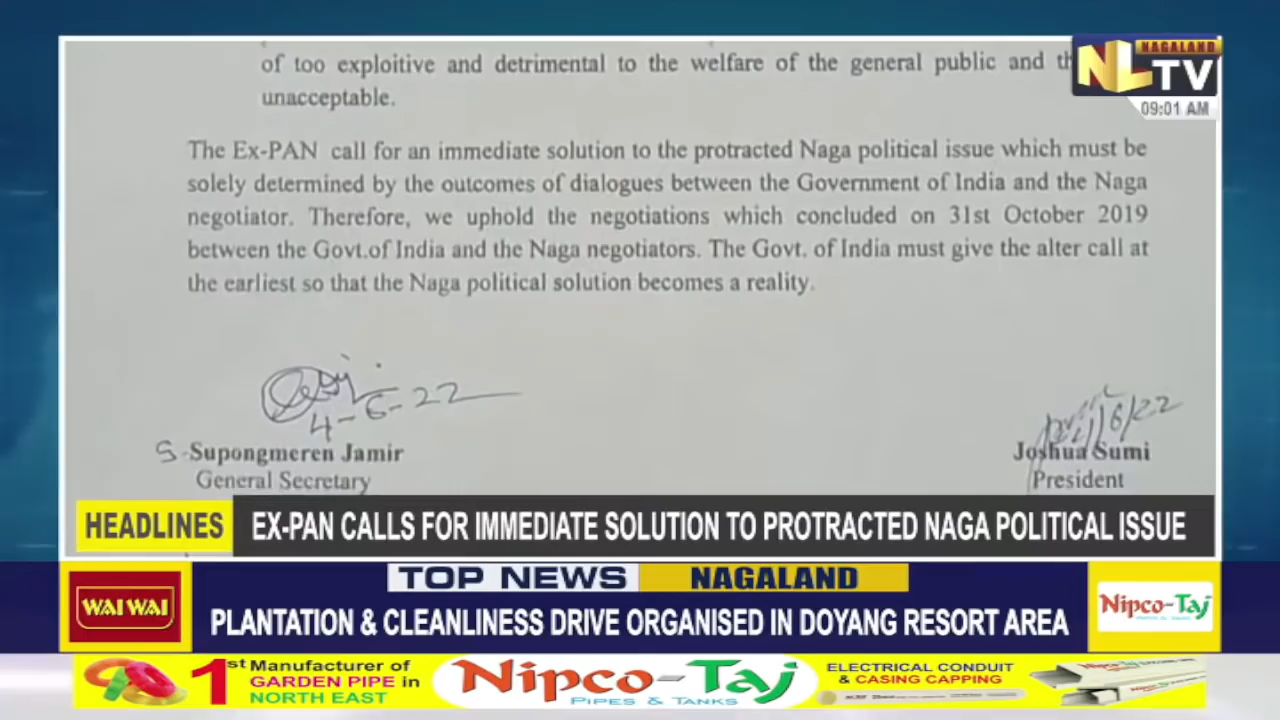 of too exploitive and detrimental to the welfare of the general public and
unacceptable.
NAGALAND
NLTV
09:01 AM
The Ex-PAN call for an immediate solution to the protracted Naga political issue which must be
solely determined by the outcomes of dialogues between the Government of India and the Naga
negotiator. Therefore, we uphold the negotiations which concluded on 31st October 2019
between the Govt.of India and the Naga negotiators. The Govt. of India must give the alter call at
the earliest so that the Naga political solution becomes a reality.
4-6-22
S. Supongmeren Jamir
General Secretary
/6/22
Joshua Sumi
President
HEADLINES
EX-PAN CALLS FOR IMMEDIATE SOLUTION TO PROTRACTED NAGA POLITICAL ISSUE
TOP NEWS NAGALAND
WAI WAI
PLANTATION & CLEANLINESS DRIVE ORGANISED IN DOYANG RESORT AREA
Nipco-Taj
1st Manufacturer of
GARDEN PIPE in
NORTH EAST
Nipco-Taj
PIPES & TANKS
ELECTRICAL CONDUIT
& CASING CAPPING